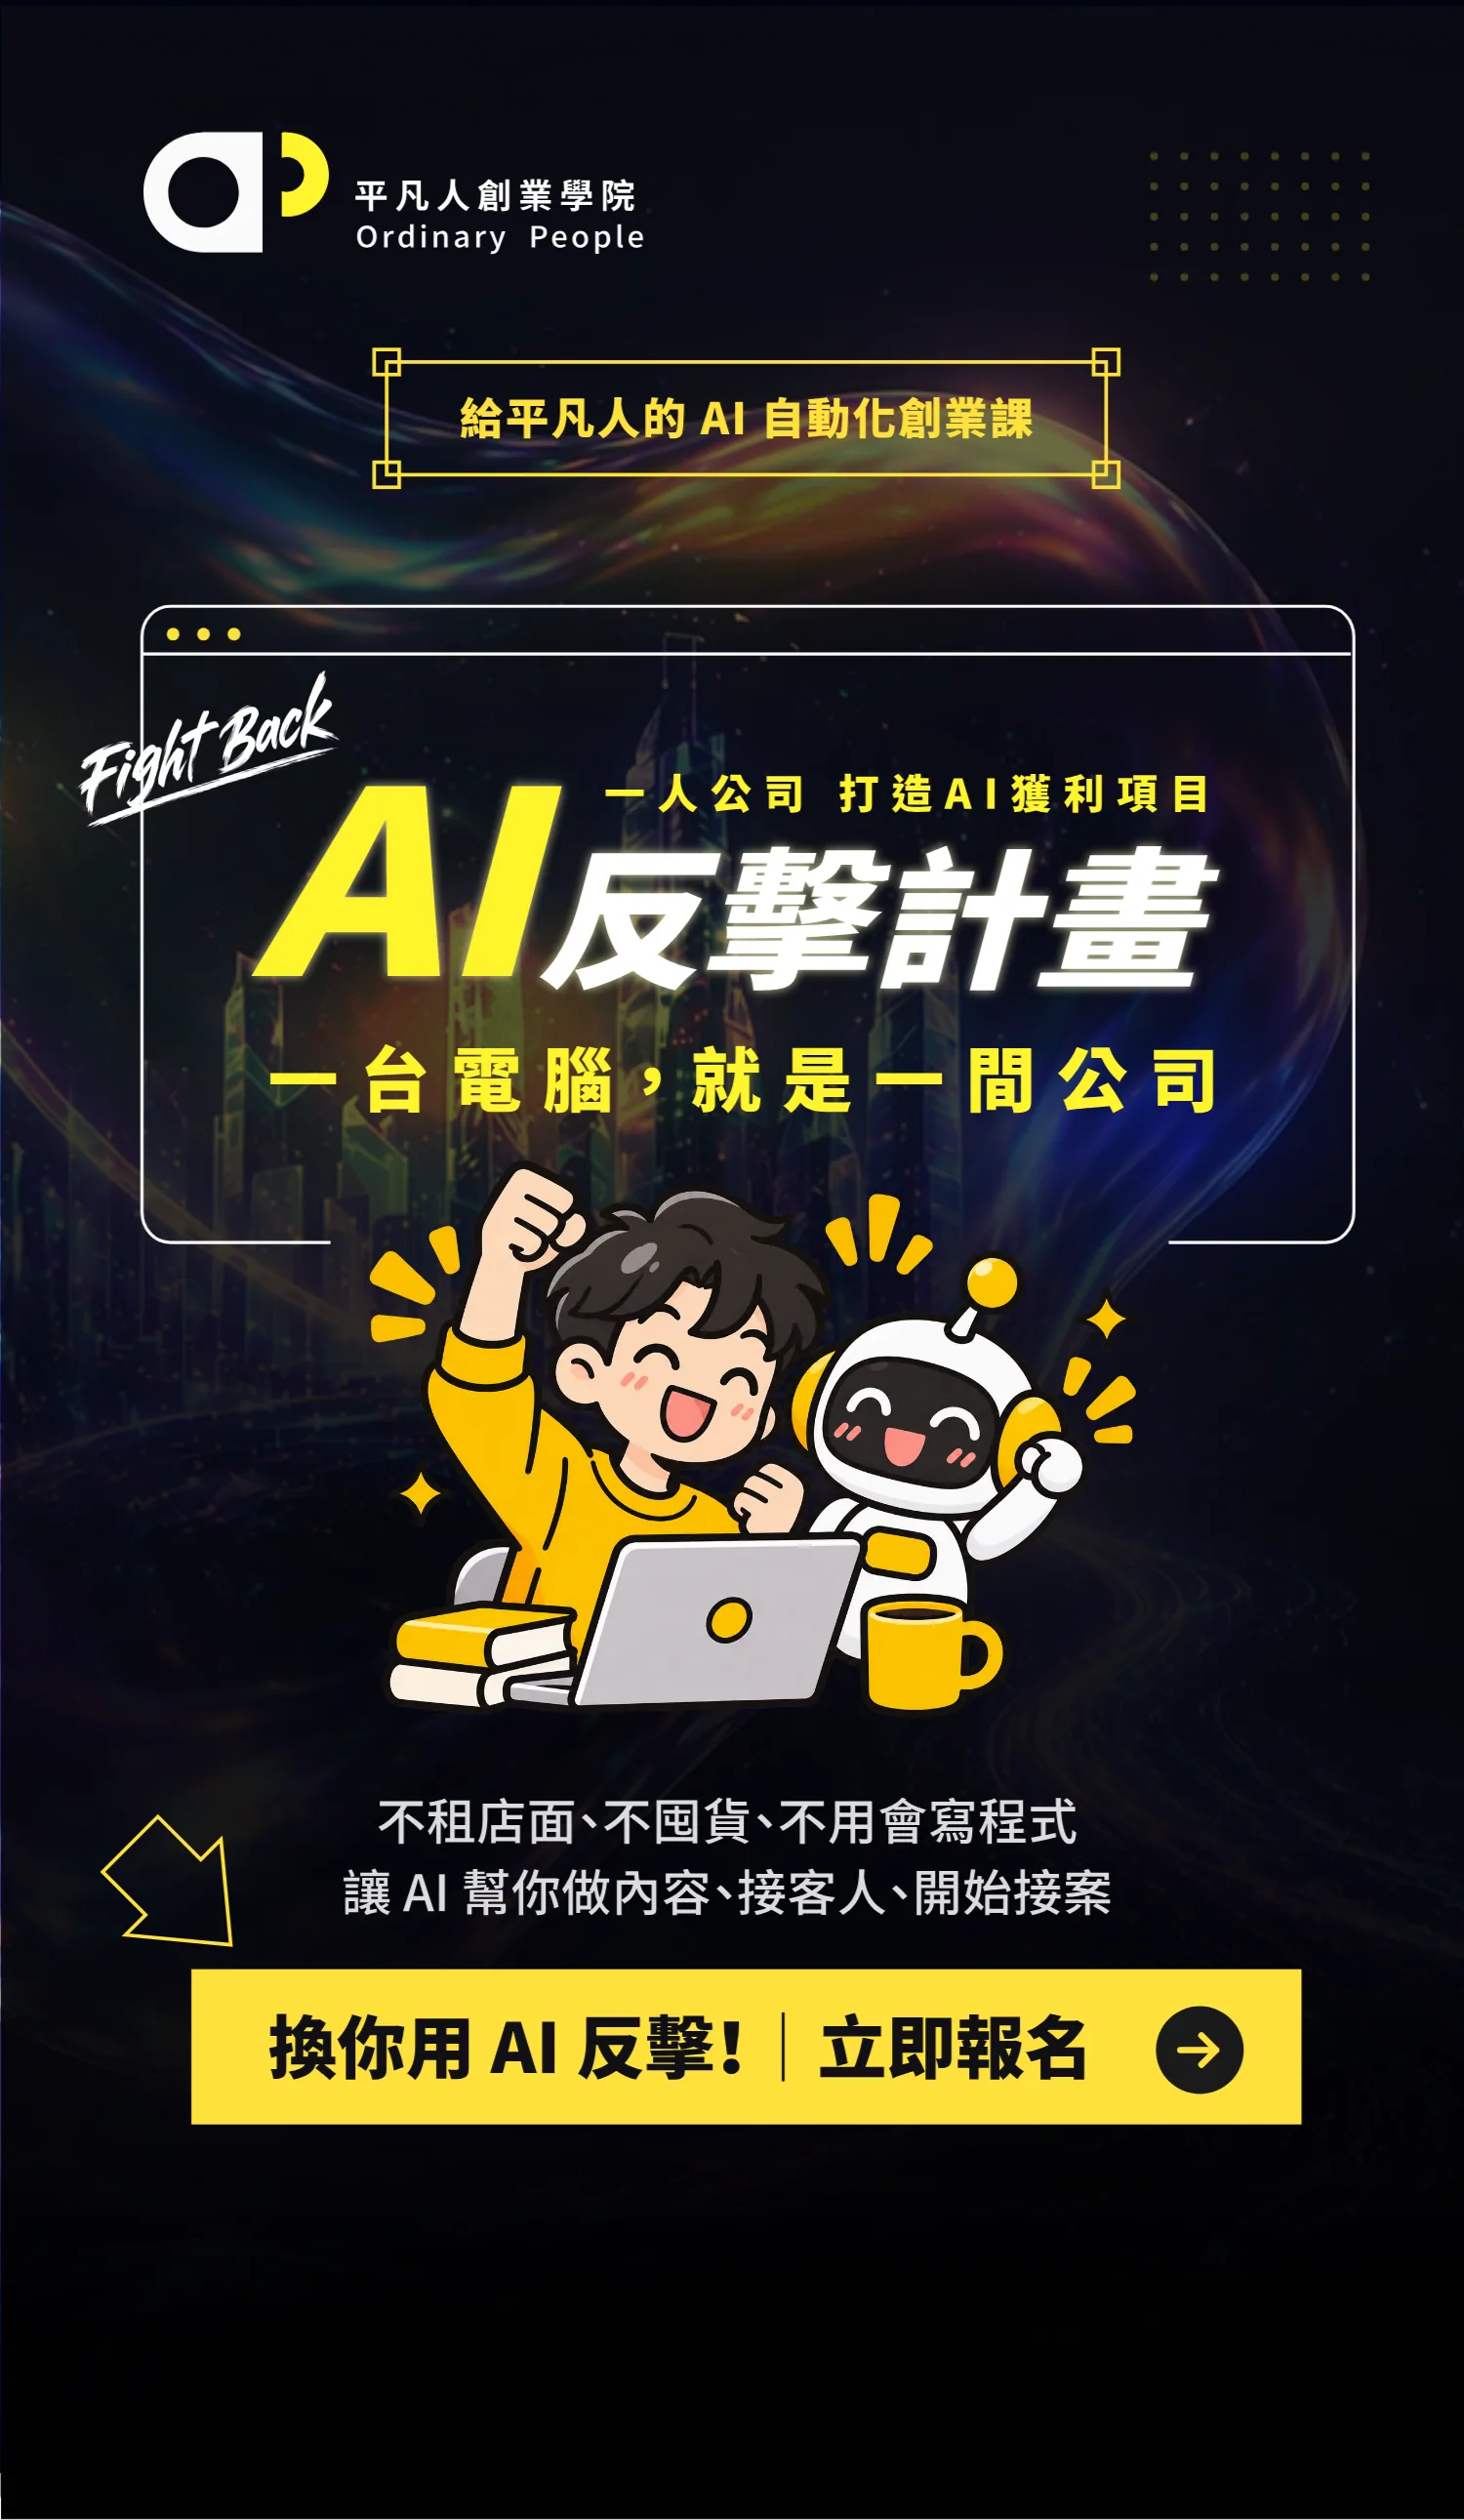 平凡人創業學院
Ordinary People
給平凡人的 AI 自動化創業課
Fight Back
一人公司 打造AI獲利項目
AI反擊計畫
一台電腦，就是一間公司
不租店面、不囤貨、不用會寫程式
讓 AI 幫你做內容、接客人、開始接案
換你用 AI 反擊！｜立即報名